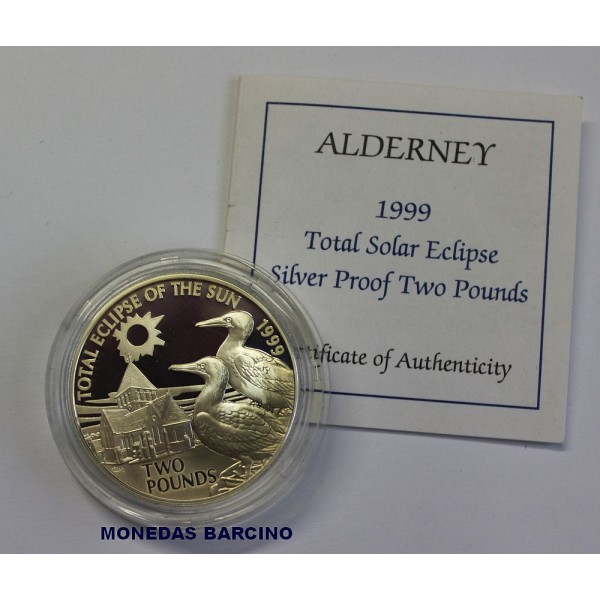 ALDERNEY
1999
Total Solar Eclipse
Silver Proof Two Pounds
of Authenticity
TOTAL ECLIPSE OF THE SUN 1999
TWO
POUNDS
MONEDAS BARCINO